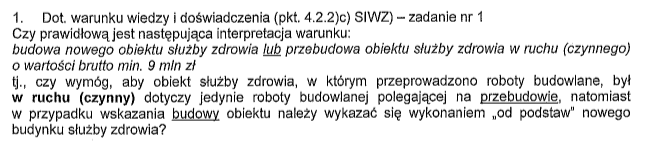 1. Dot. warunku wiedzy i doświadczenia (pkt. 4.2.2)c) SIWZ) – zadanie nr 1
Czy prawidłową jest następująca interpretacja warunku:
budowa nowego obiektu służby zdrowia lub przebudowa obiektu służby zdrowia w ruchu (czynnego)
o wartości brutto min. 9 mln zł
tj., czy wymóg, aby obiekt służby zdrowia, w którym przeprowadzono roboty budowlane, był
w ruchu (czynny) dotyczy jedynie roboty budowlanej polegającej na przebudowie, natomiast
w przypadku wskazania budowy obiektu należy wykazać się wykonaniem „od podstaw" nowego
budynku służby zdrowia?